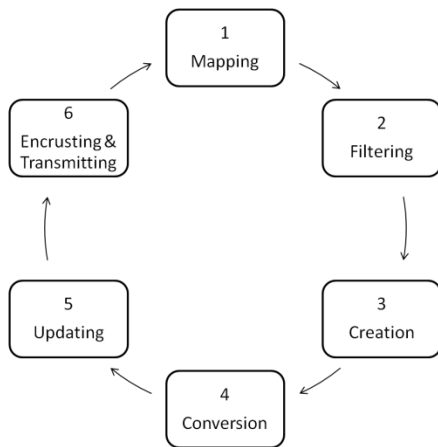 1
Mapping
2
Filtering
3
Creation
4
Conversion
5
Updating
6
Encrusting &
Transmitting